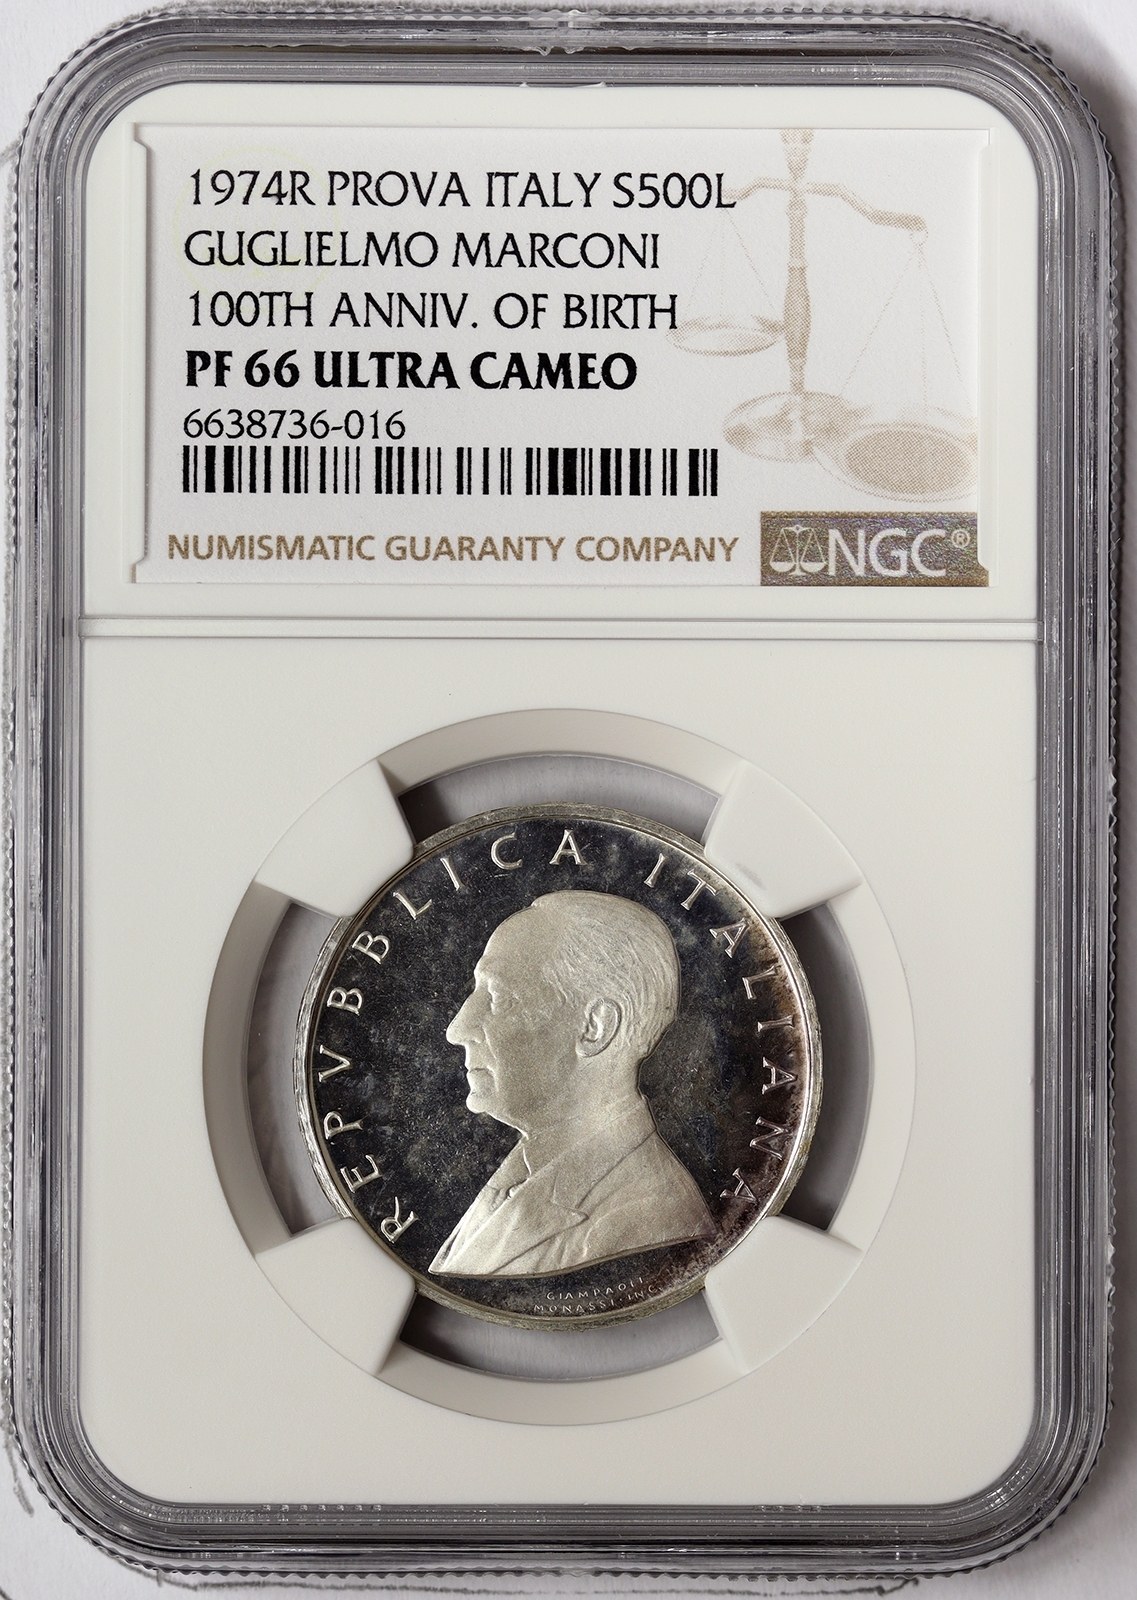 1974R PROVA ITALY S500L
GUGLIELMO MARCONI
100TH ANNIV. OF BIRTH
PF 66 ULTRA CAMEO
6638736-016
NUMISMATIC GUARANTY COMPANY
NGC®
REPVBBLICA ITALIANA
GIAMPAOLI
MONASSI·INC